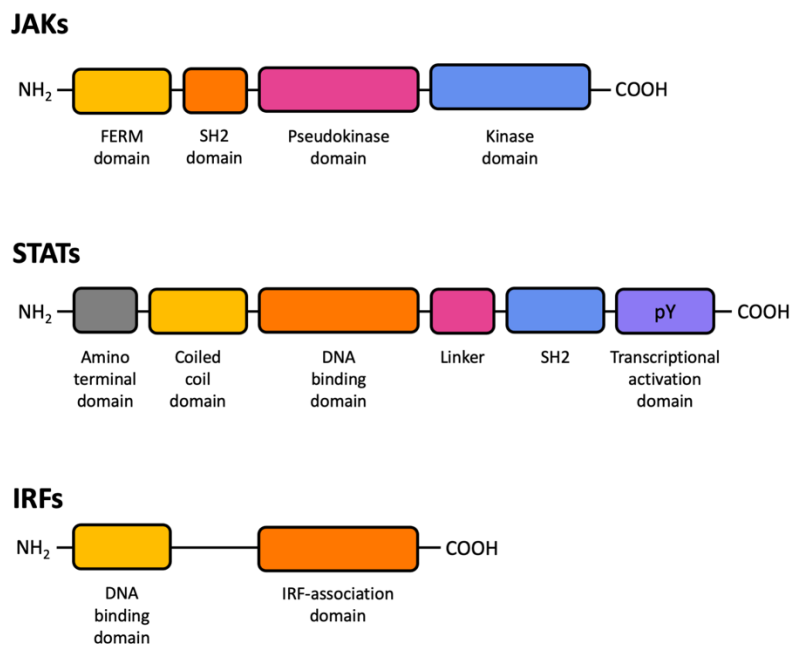 JAKs
NH₂ COOH
FERM domain
SH2 domain
Pseudokinase domain
Kinase domain
STATs
NH₂ pY COOH
Amino terminal domain
Coiled coil domain
DNA binding domain
Linker
SH2
Transcriptional activation domain
IRFs
NH₂ COOH
DNA binding domain
IRF-association domain